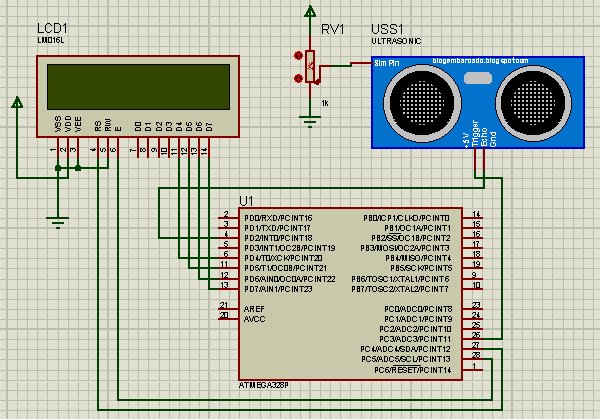 LCD1
LM016L
VSS
VDD
VEE
RS
RW
E
D0
D1
D2
D3
D4
D5
D6
D7
1
2
3
4
5
6
7
8
9
10
11
12
13
14
RV1
1k
USS1
ULTRASONIC
blogembarcado.blogspot.com
Sim Pin
+5V
Trigger
Echo
Gnd
U1
2 PD0/RXD/PCINT16
3 PD1/TXD/PCINT17
4 PD2/INT0/PCINT18
5 PD3/INT1/OC2B/PCINT19
6 PD4/T0/XCK/PCINT20
11 PD5/T1/OC0B/PCINT21
12 PD6/AIN0/OC0A/PCINT22
13 PD7/AIN1/PCINT23
21 AREF
20 AVCC
PB0/ICP1/CLKO/PCINT0 14
PB1/OC1A/PCINT1 15
PB2/SS/OC1B/PCINT2 16
PB3/MOSI/OC2A/PCINT3 17
PB4/MISO/PCINT4 18
PB5/SCK/PCINT5 19
PB6/TOSC1/XTAL1/PCINT6 9
PB7/TOSC2/XTAL2/PCINT7 10
PC0/ADC0/PCINT8 23
PC1/ADC1/PCINT9 24
PC2/ADC2/PCINT10 25
PC3/ADC3/PCINT11 26
PC4/ADC4/SDA/PCINT12 27
PC5/ADC5/SCL/PCINT13 28
PC6/RESET/PCINT14 1
ATMEGA328P